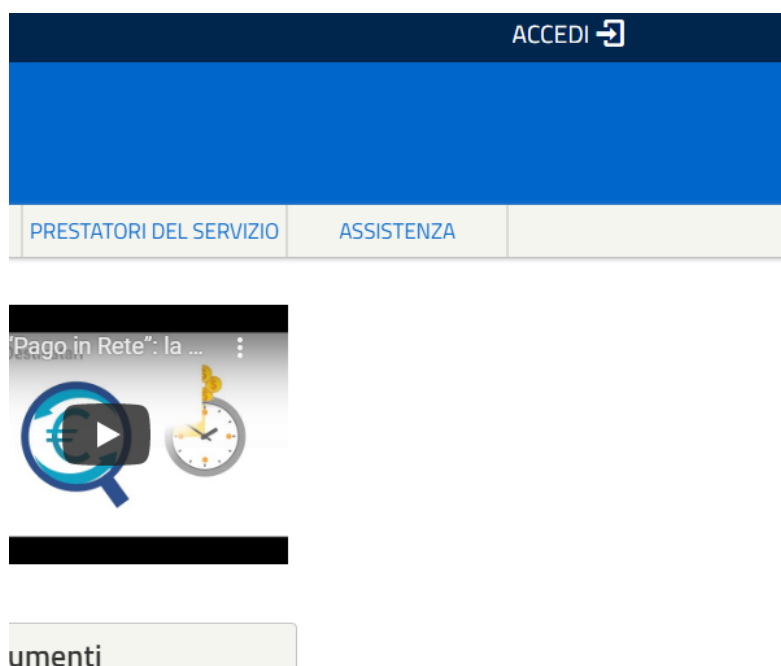 ACCEDI
PRESTATORI DEL SERVIZIO ASSISTENZA
"Pago in Rete": la ...
umenti